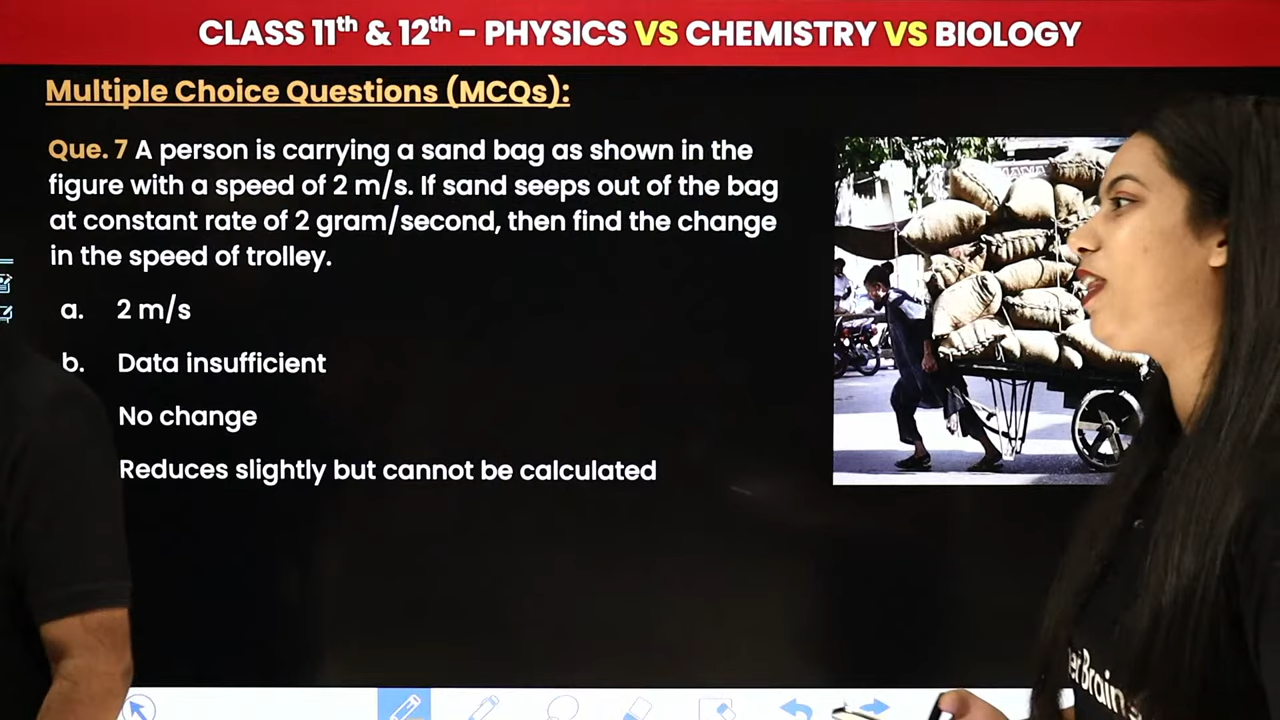 CLASS 11th & 12th – PHYSICS VS CHEMISTRY VS BIOLOGY
Multiple Choice Questions (MCQs):
Que. 7 A person is carrying a sand bag as shown in the
figure with a speed of 2 m/s. If sand seeps out of the bag
at constant rate of 2 gram/second, then find the change
in the speed of trolley.
a. 2 m/s
b. Data insufficient
No change
Reduces slightly but cannot be calculated
Brain